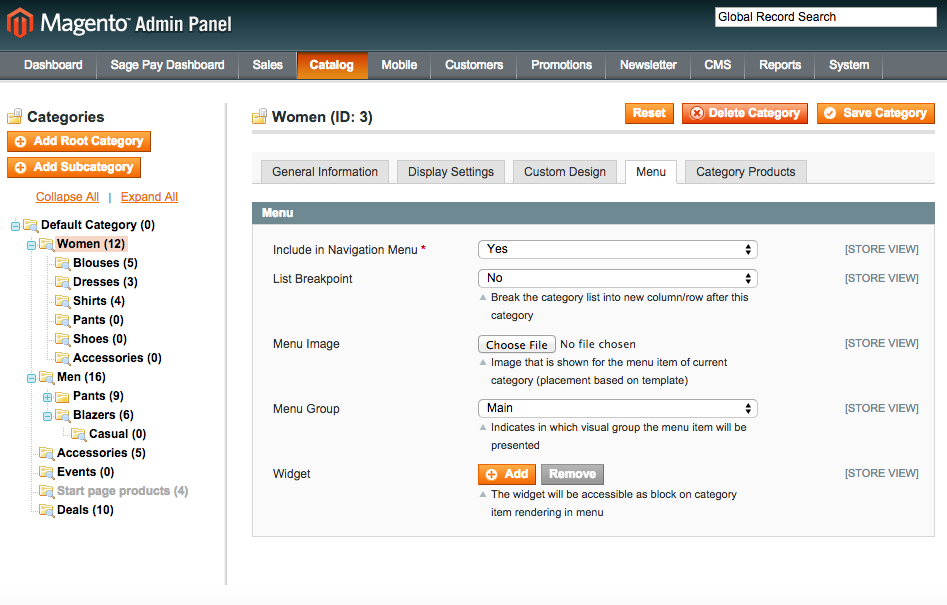 Magento Admin Panel
Global Record Search
Dashboard
Sage Pay Dashboard
Sales
Catalog
Mobile
Customers
Promotions
Newsletter
CMS
Reports
System
Categories
Add Root Category
Add Subcategory
Collapse All | Expand All
Default Category (0)
Women (12)
Blouses (5)
Dresses (3)
Shirts (4)
Pants (0)
Shoes (0)
Accessories (0)
Men (16)
Pants (9)
Blazers (6)
Casual (0)
Accessories (5)
Events (0)
Start page products (4)
Deals (10)
Women (ID: 3)
Reset
Delete Category
Save Category
General Information
Display Settings
Custom Design
Menu
Category Products
Menu
Include in Navigation Menu *
Yes
[STORE VIEW]
List Breakpoint
No
[STORE VIEW]
Break the category list into new column/row after this
category
Menu Image
Choose File No file chosen
[STORE VIEW]
Image that is shown for the menu item of current
category (placement based on template)
Menu Group
Main
[STORE VIEW]
Indicates in which visual group the menu item will be
presented
Widget
Add
Remove
[STORE VIEW]
The widget will be accessible as block on category
item rendering in menu